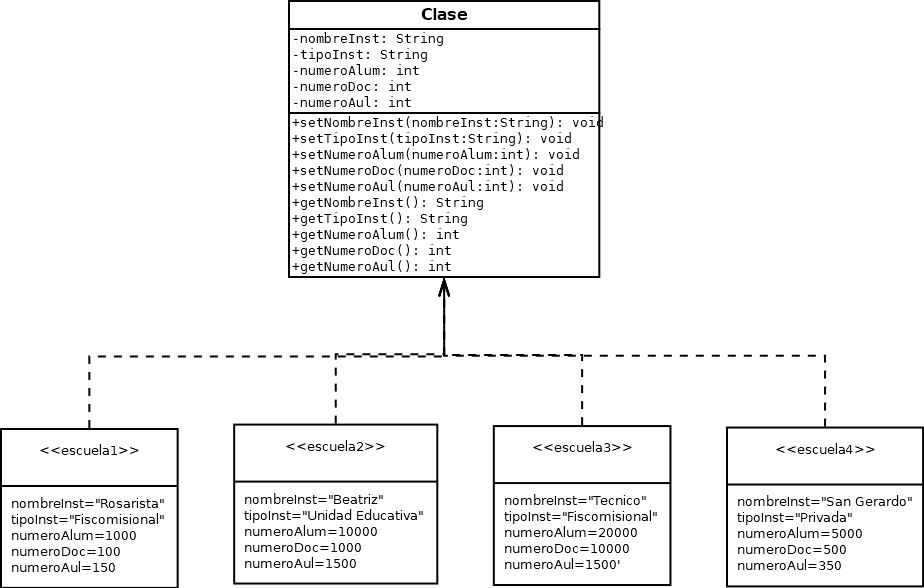 Clase
-nombreInst: String
-tipoInst: String
-numeroAlum: int
-numeroDoc: int
-numeroAul: int
+setNombreInst(nombreInst:String): void
+setTipoInst(tipoInst:String): void
+setNumeroAlum(numeroAlum:int): void
+setNumeroDoc(numeroDoc:int): void
+setNumeroAul(numeroAul:int): void
+getNombreInst(): String
+getTipoInst(): String
+getNumeroAlum(): int
+getNumeroDoc(): int
+getNumeroAul(): int
<<escuela1>>
nombreInst="Rosarista"
tipoInst="Fiscomisional"
numeroAlum=1000
numeroDoc=100
numeroAul=150
<<escuela2>>
nombreInst="Beatriz"
tipoInst="Unidad Educativa"
numeroAlum=10000
numeroDoc=1000
numeroAul=1500
<<escuela3>>
nombreInst="Tecnico"
tipoInst="Fiscomisional"
numeroAlum=20000
numeroDoc=10000
numeroAul=1500'
<<escuela4>>
nombreInst="San Gerardo"
tipoInst="Privada"
numeroAlum=5000
numeroDoc=500
numeroAul=350